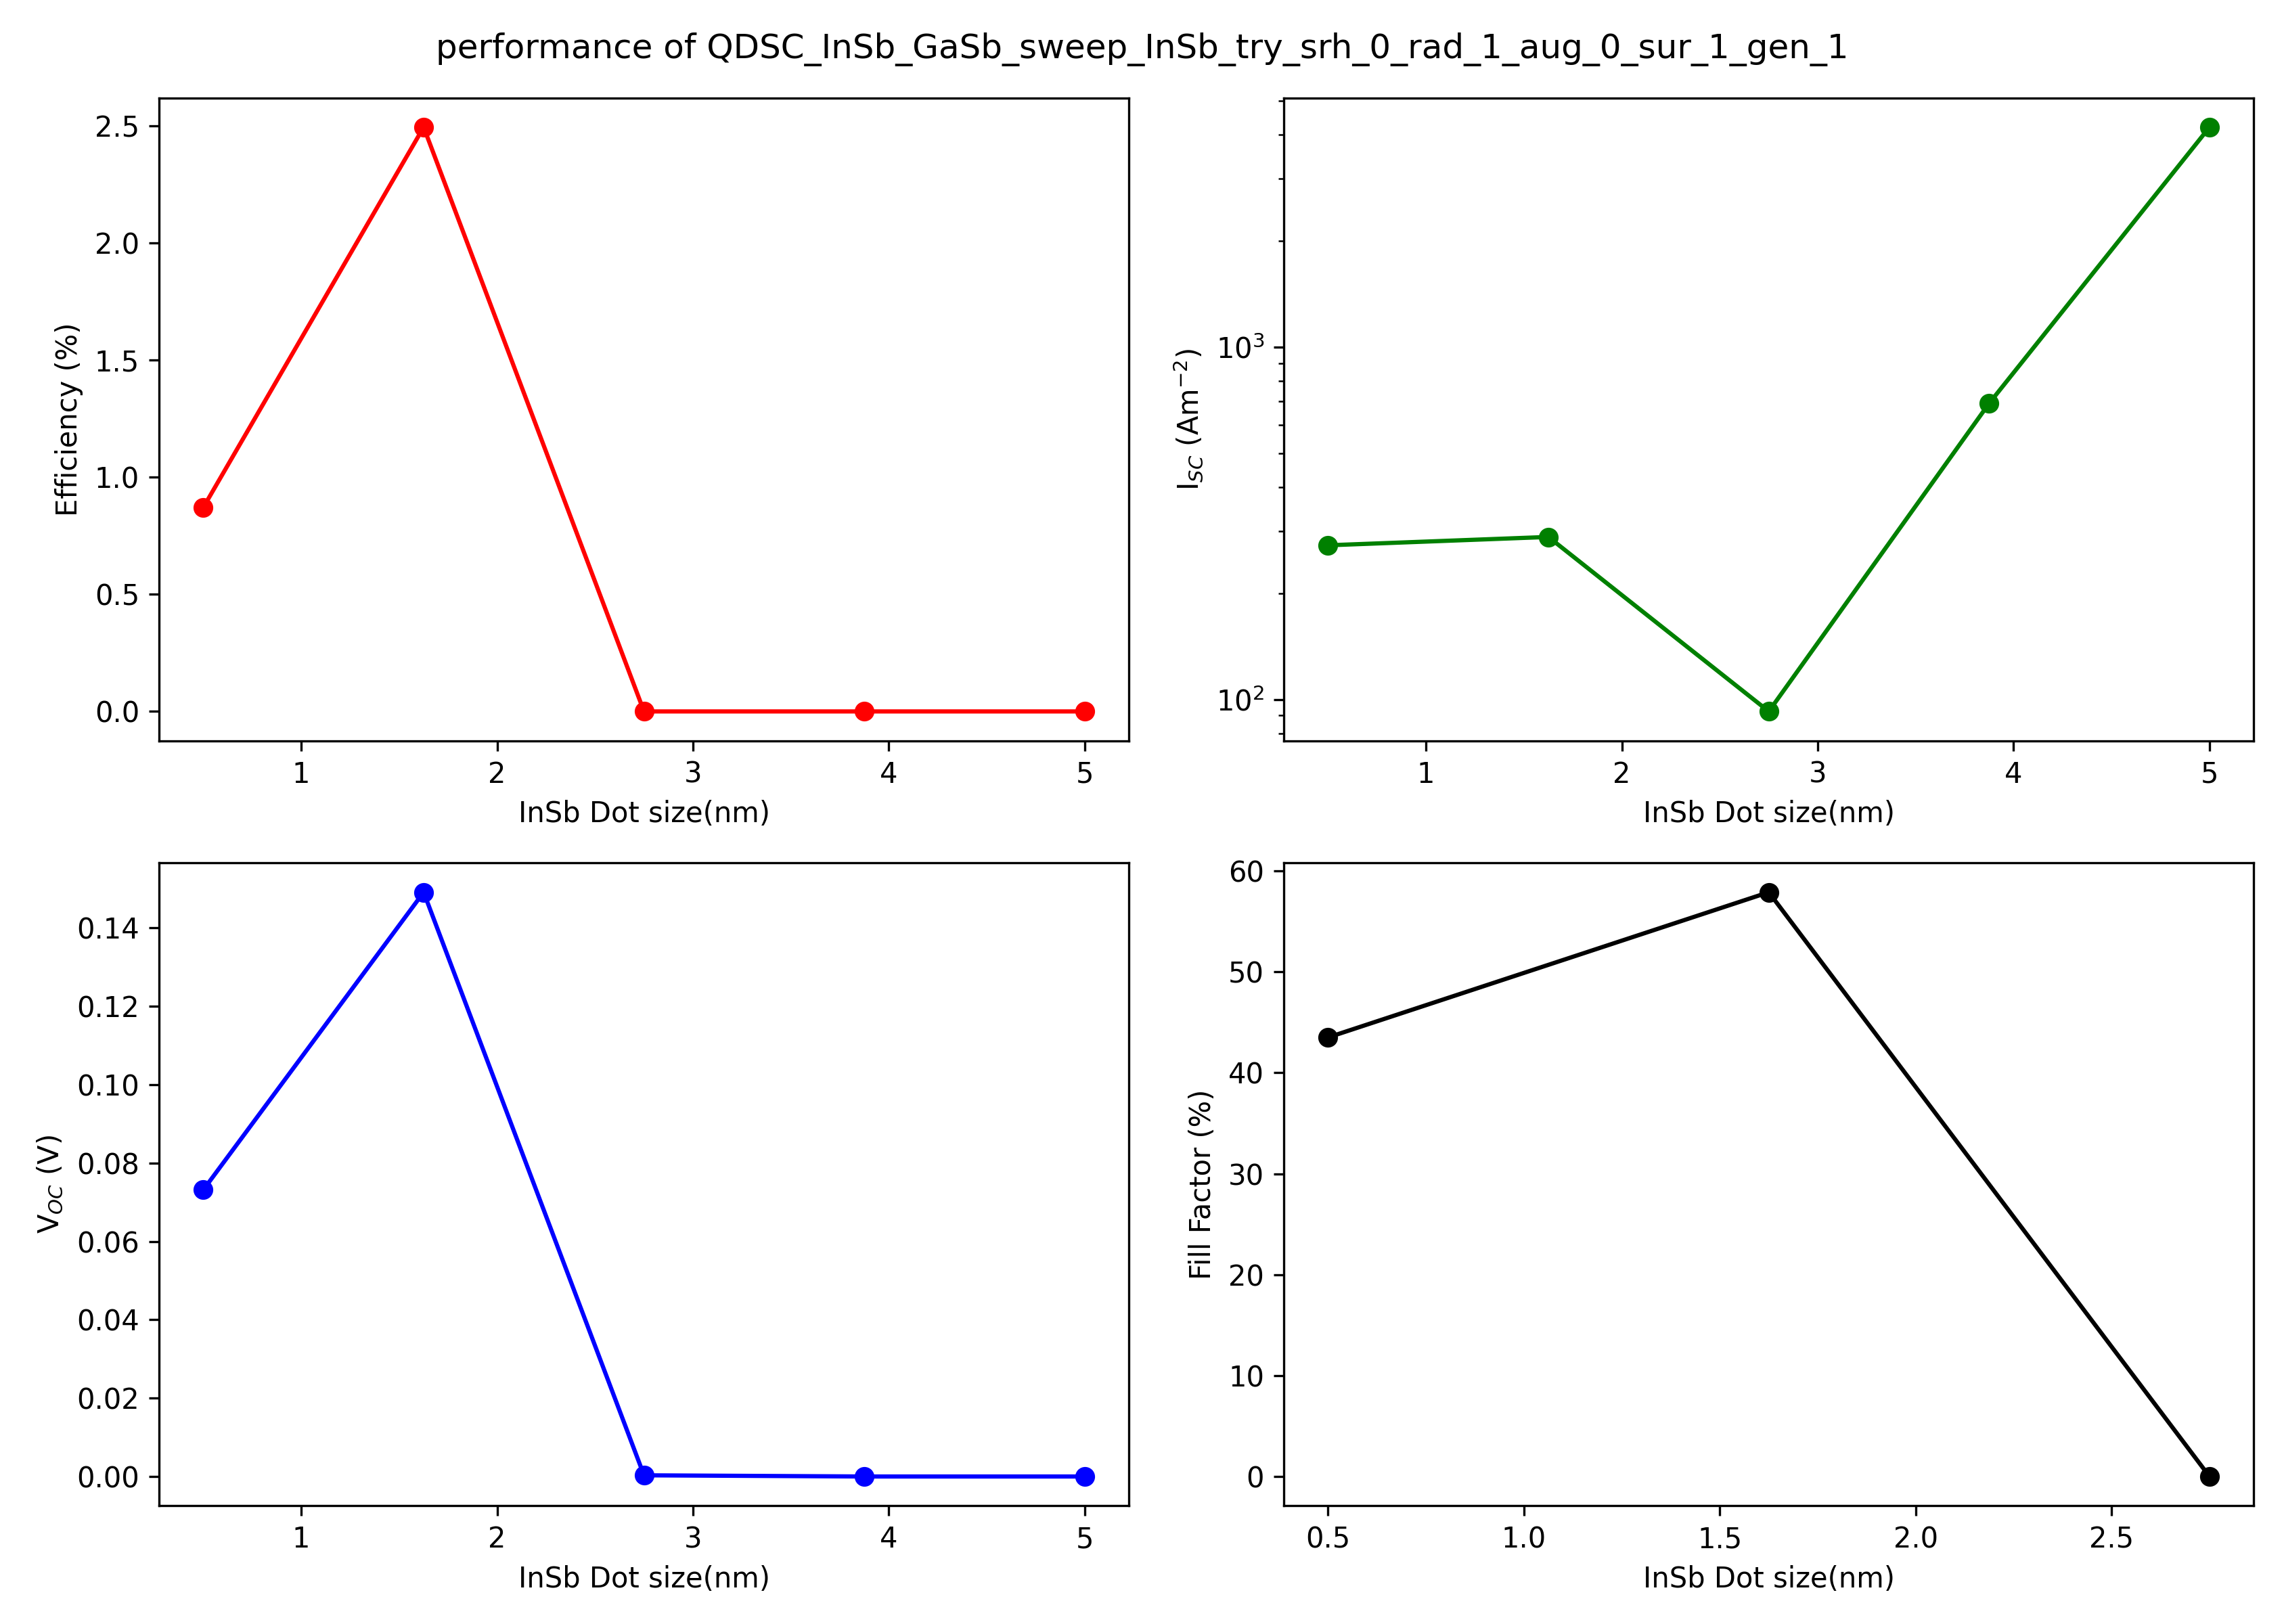 performance of QDSC_InSb_GaSb_sweep_InSb_try_srh_0_rad_1_aug_0_sur_1_gen_1
Efficiency (%)
2.5
2.0
1.5
1.0
0.5
0.0
1 2 3 4 5
InSb Dot size(nm)
I_SC (Am^−2)
10^3
10^2
1 2 3 4 5
InSb Dot size(nm)
V_OC (V)
0.14
0.12
0.10
0.08
0.06
0.04
0.02
0.00
1 2 3 4 5
InSb Dot size(nm)
Fill Factor (%)
60
50
40
30
20
10
0
0.5 1.0 1.5 2.0 2.5
InSb Dot size(nm)